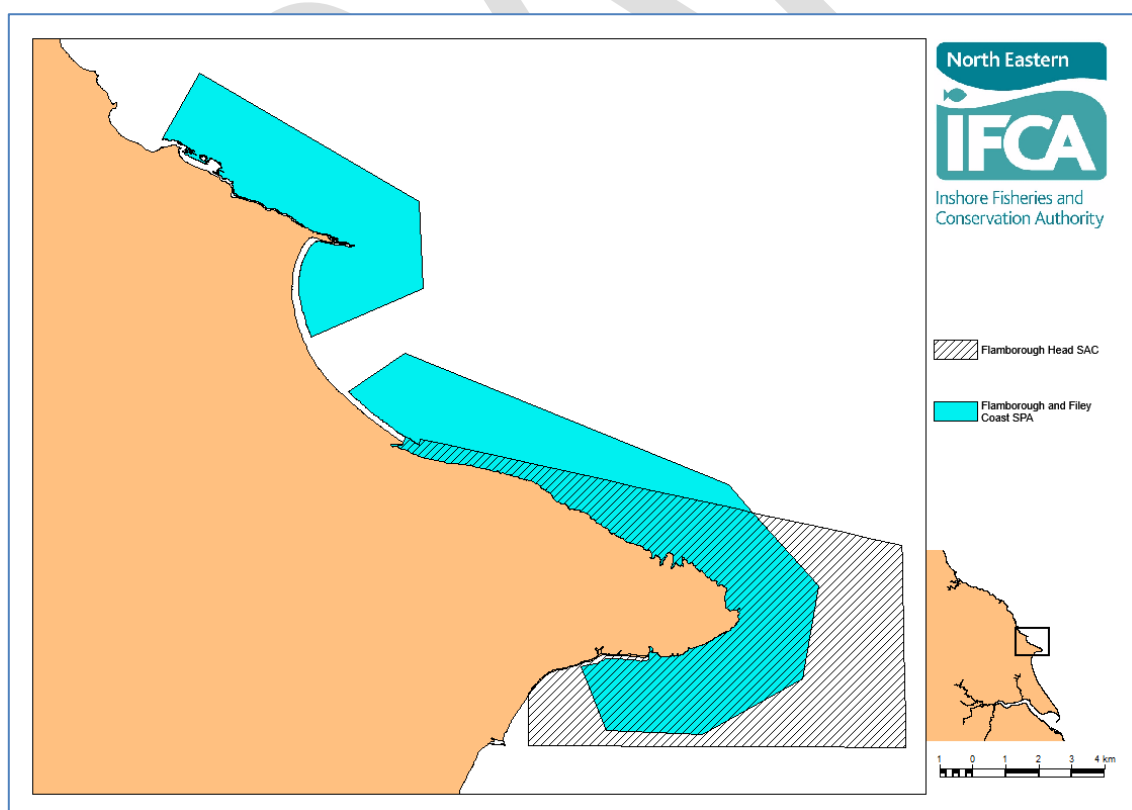 North Eastern
IFCA
Inshore Fisheries and
Conservation Authority
Flamborough Head SAC
Flamborough and Filey
Coast SPA
1 0 1 2 3 4 km